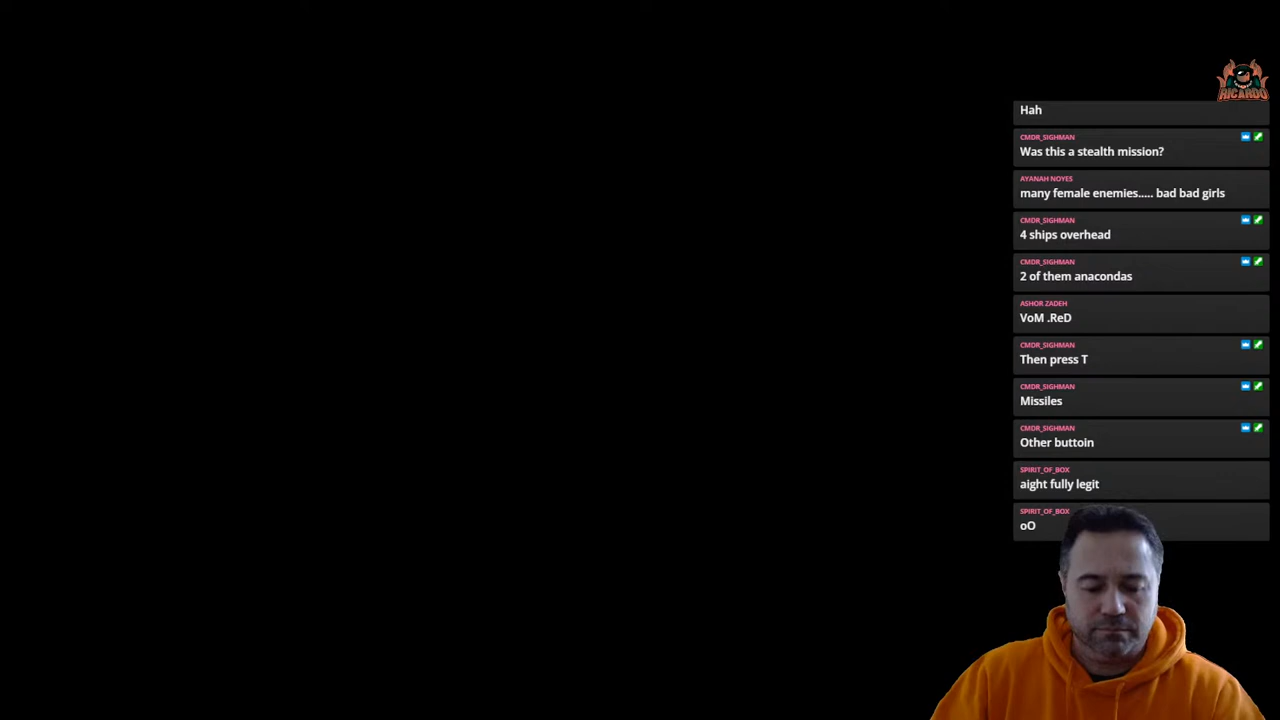 RICARDO
Hah
CMDR_SIGHMAN
Was this a stealth mission?
AYANAH NOYES
many female enemies..... bad bad girls
CMDR_SIGHMAN
4 ships overhead
CMDR_SIGHMAN
2 of them anacondas
ASHOR ZADEH
VoM .ReD
CMDR_SIGHMAN
Then press T
CMDR_SIGHMAN
Missiles
CMDR_SIGHMAN
Other buttoin
SPIRIT_OF_BOX
aight fully legit
SPIRIT_OF_BOX
oO